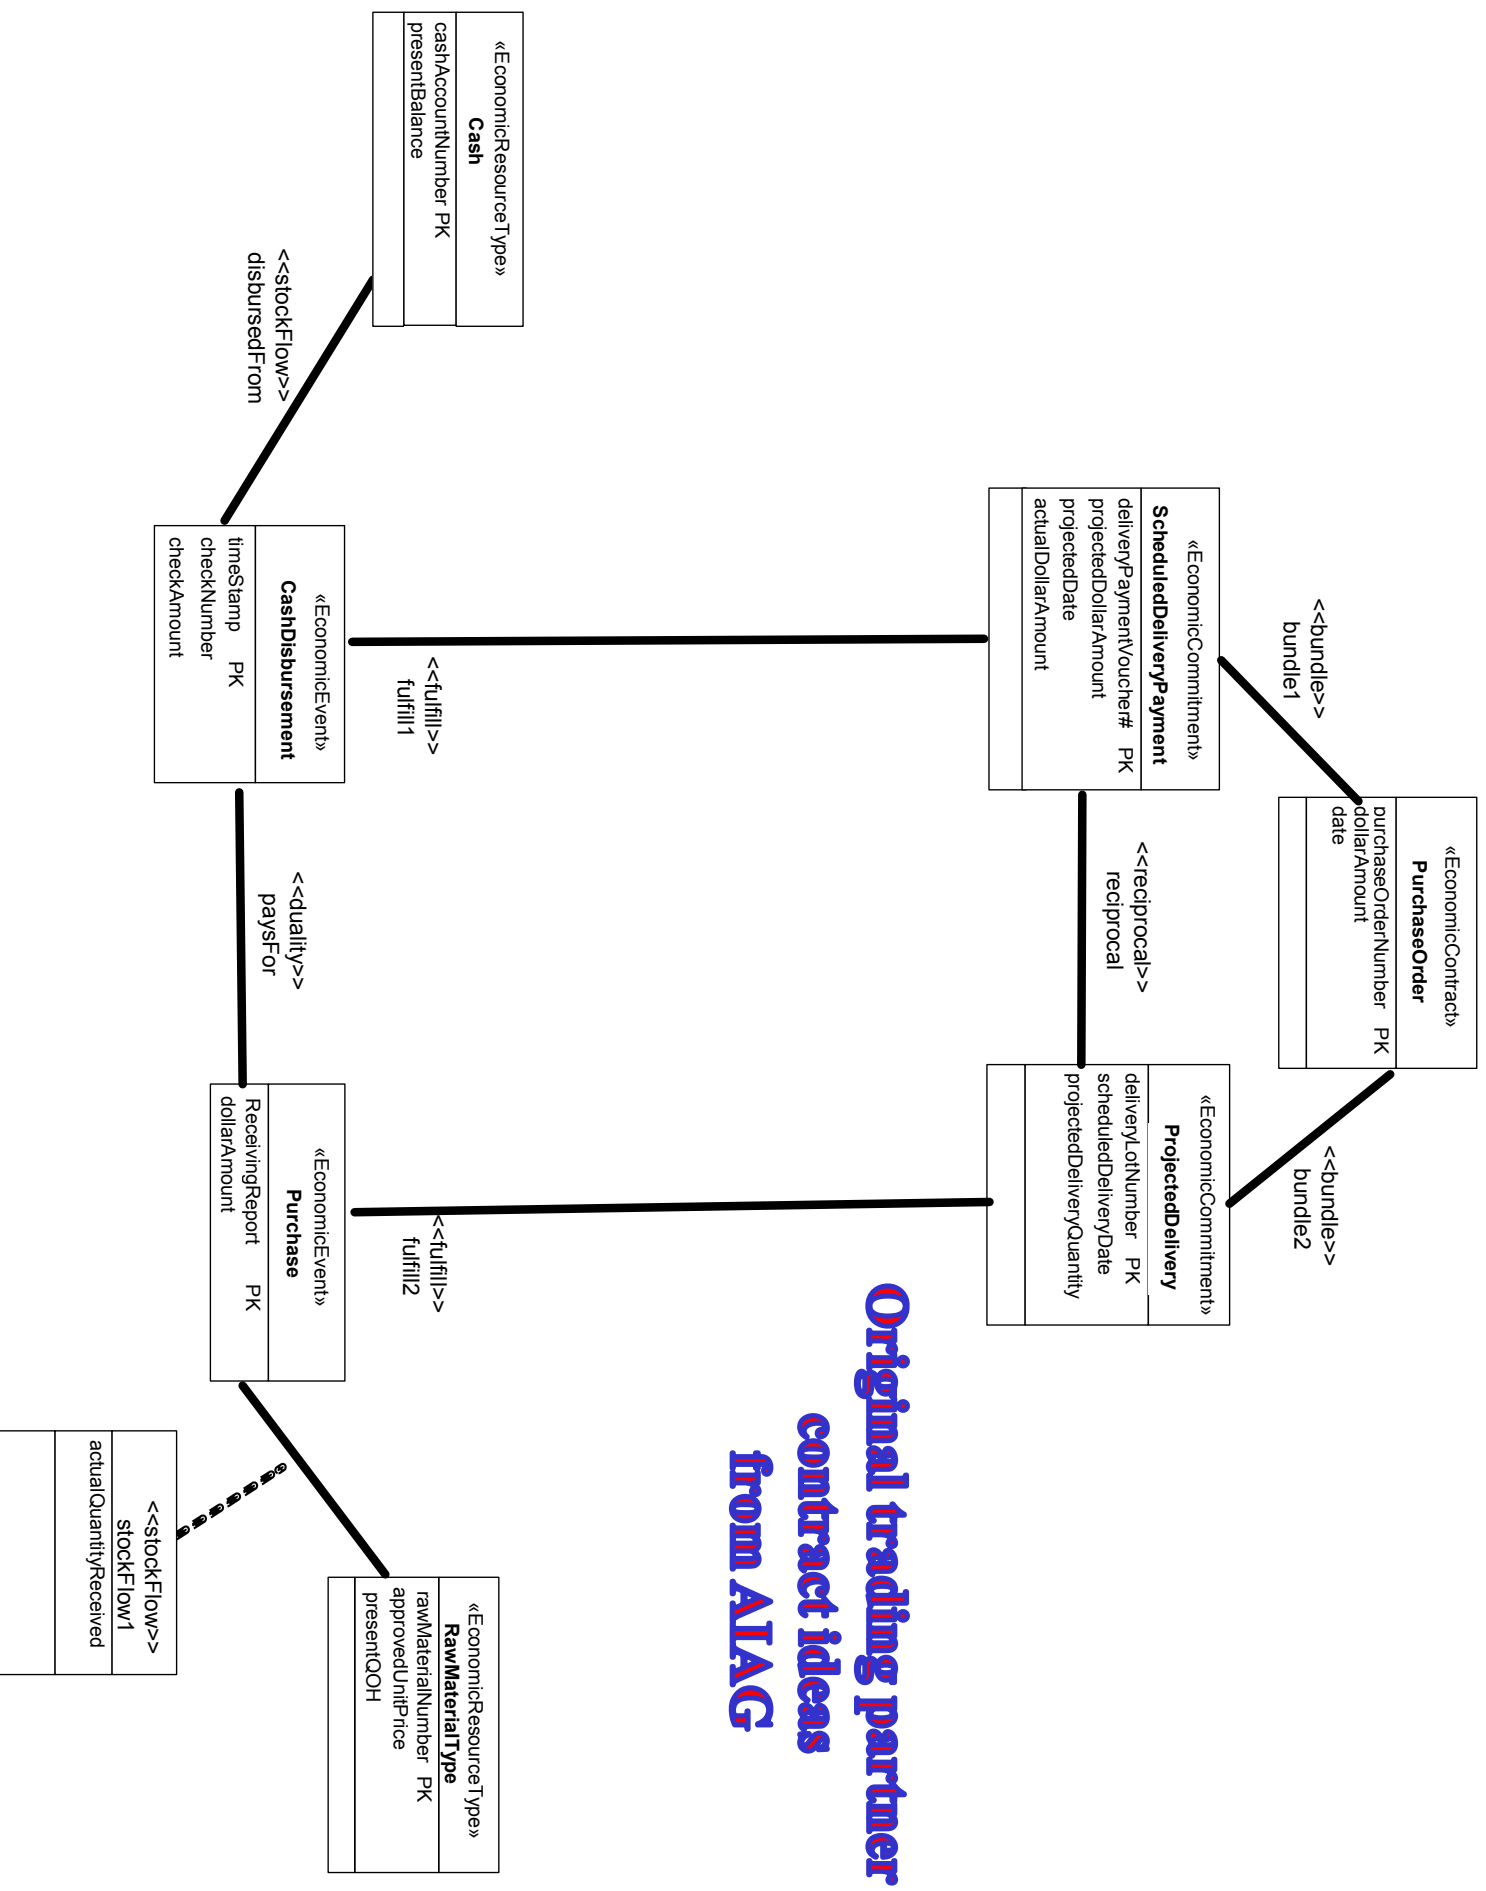 «EconomicContract»
PurchaseOrder
purchaseOrderNumber PK
dollarAmount
date
<<bundle>>
bundle1
<<bundle>>
bundle2
«EconomicCommitment»
ScheduledDeliveryPayment
deliveryPaymentVoucher# PK
projectedDollarAmount
projectedDate
actualDollarAmount
<<reciprocal>>
reciprocal
«EconomicCommitment»
ProjectedDelivery
deliveryLotNumber PK
scheduledDeliveryDate
projectedDeliveryQuantity
Original trading partner
contract ideas
from AIAG
«EconomicResourceType»
Cash
cashAccountNumber PK
presentBalance
<<stockFlow>>
disbursedFrom
<<fulfill>>
fulfill1
<<fulfill>>
fulfill2
«EconomicEvent»
CashDisbursement
timeStamp PK
checkNumber
checkAmount
<<duality>>
paysFor
«EconomicEvent»
Purchase
ReceivingReport PK
dollarAmount
«EconomicResourceType»
RawMaterialType
rawMaterialNumber PK
approvedUnitPrice
presentQOH
<<stockFlow>>
stockFlow1
actualQuantityReceived